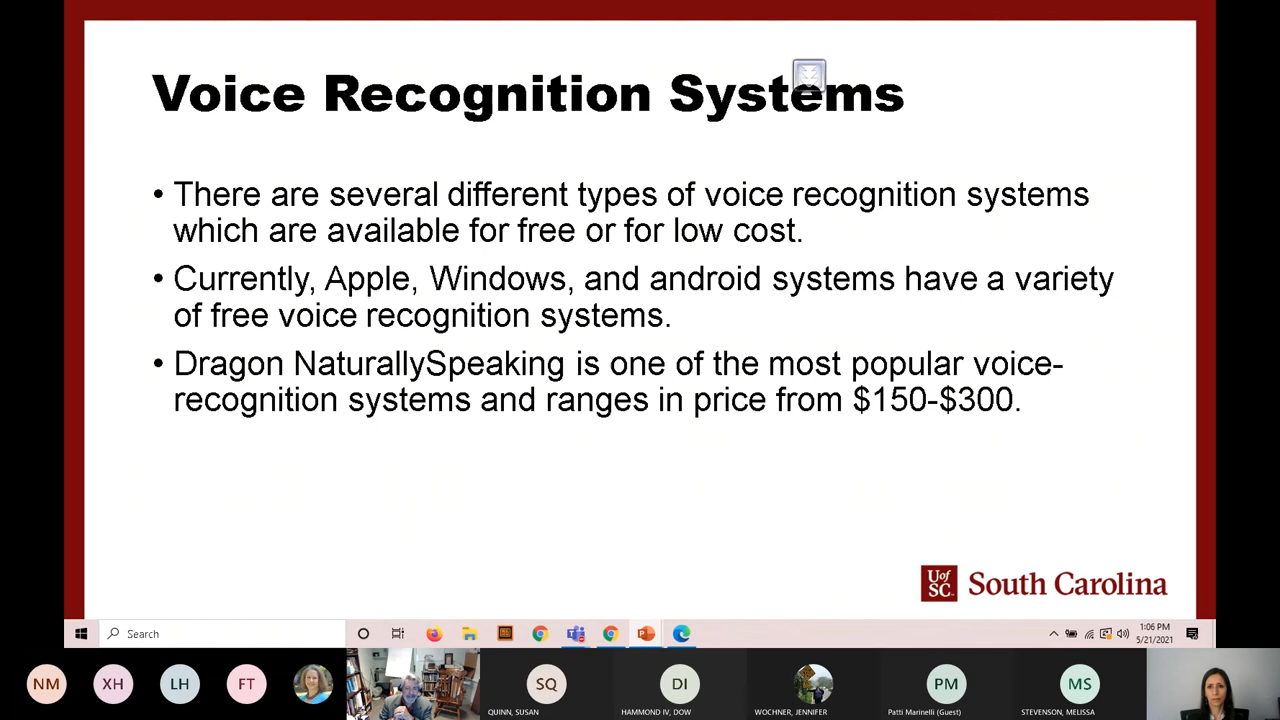 Voice Recognition Systems
• There are several different types of voice recognition systems
which are available for free or for low cost.
• Currently, Apple, Windows, and android systems have a variety
of free voice recognition systems.
• Dragon NaturallySpeaking is one of the most popular voice-
recognition systems and ranges in price from $150-$300.
UofSC South Carolina
Search
1:06 PM
5/21/2021
NM XH LH FT SQ DI PM MS
QUINN, SUSAN HAMMOND IV, DOW WOCHNER, JENNIFER Patti Marinelli (Guest) STEVENSON, MELISSA